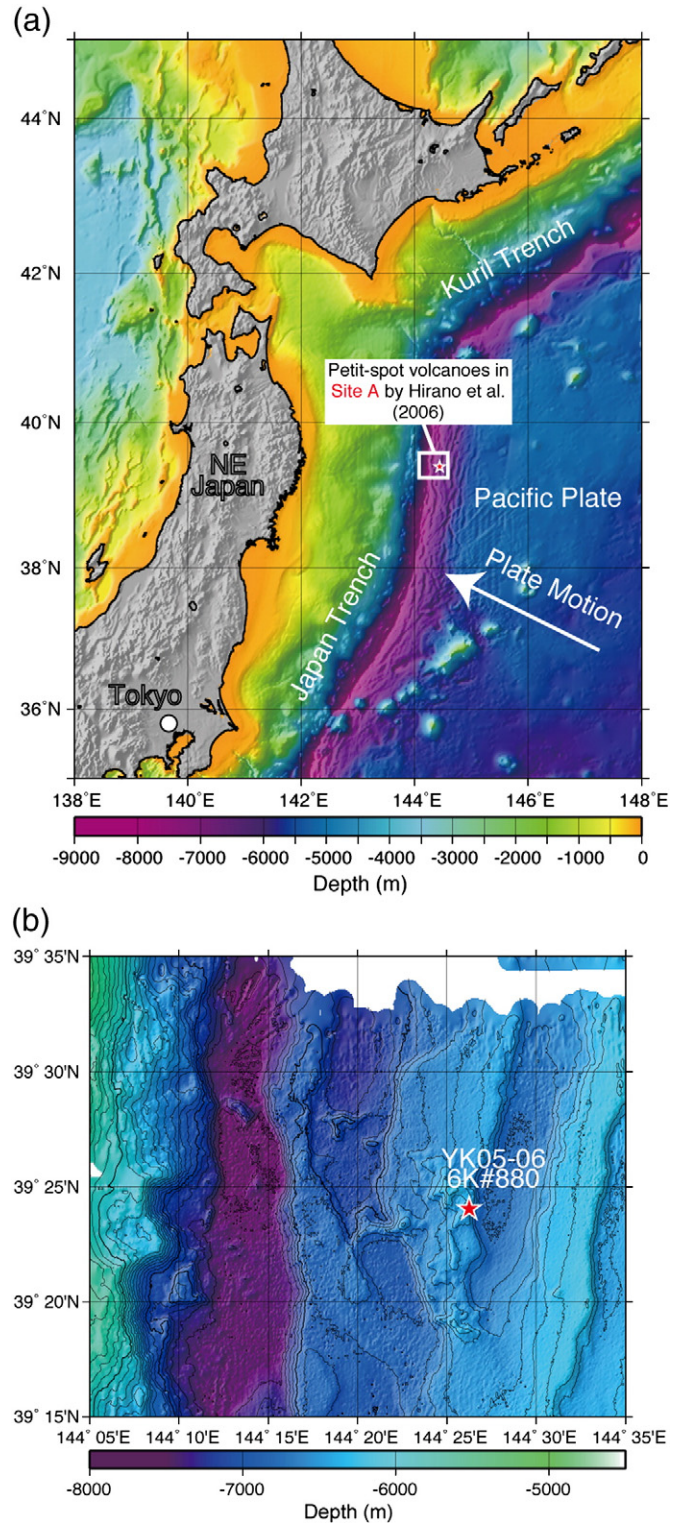 (a)
44°N
42°N
40°N
38°N
36°N
Kuril Trench
Petit-spot volcanoes in
Site A by Hirano et al.
(2006)
NE
Japan
Pacific Plate
Plate Motion
Japan Trench
Tokyo
138°E 140°E 142°E 144°E 146°E 148°E
-9000 -8000 -7000 -6000 -5000 -4000 -3000 -2000 -1000 0
Depth (m)
(b)
39° 35'N
39° 30'N
39° 25'N
39° 20'N
39° 15'N
YK05-06
6K#880
144° 05'E 144° 10'E 144° 15'E 144° 20'E 144° 26'E 144° 30'E 144° 35'E
-8000 -7000 -6000 -5000
Depth (m)